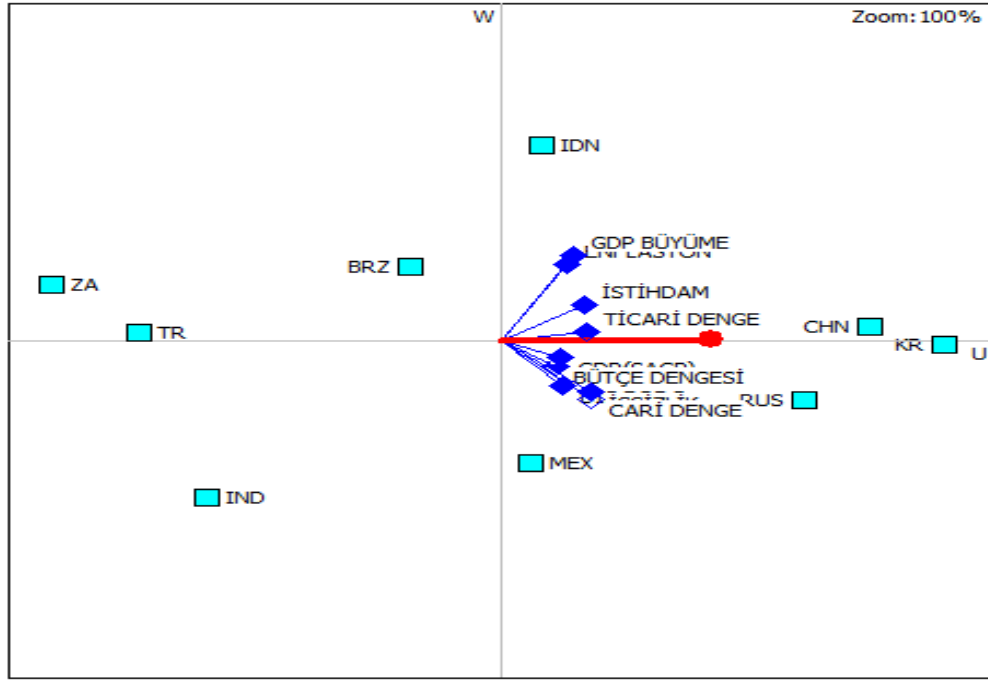 W
Zoom:100%
IDN
GDP BÜYÜME
BRZ
ZA
İSTİHDAM
TİCARİ DENGE
CHN
TR
KR
U
BÜTÇE DENGESİ
RUS
CARİ DENGE
MEX
IND